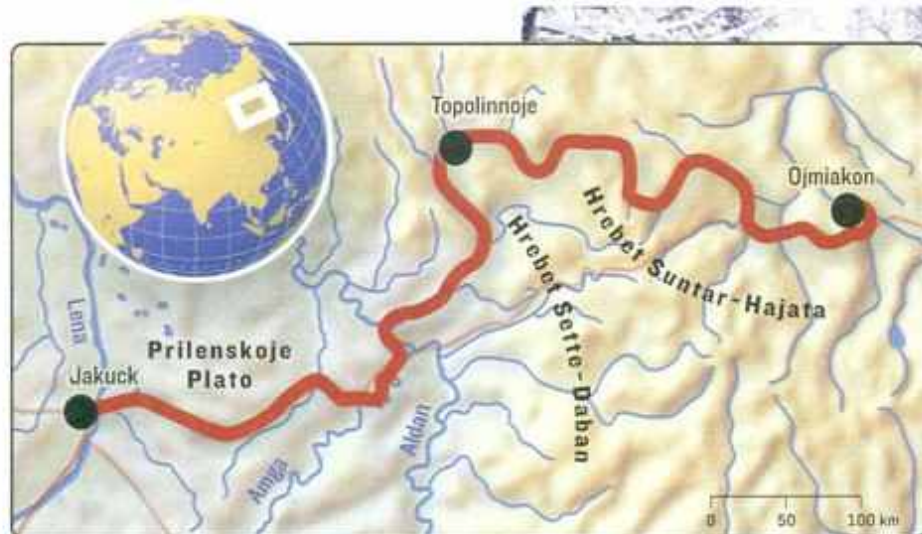 Topolinnoje
Ojmiakon
Hrebet Suntar-Hajata
Hrebet Sette-Daban
Lena
Prilenskoje
Plato
Jakuck
Aldan
Amga
0 50 100 km